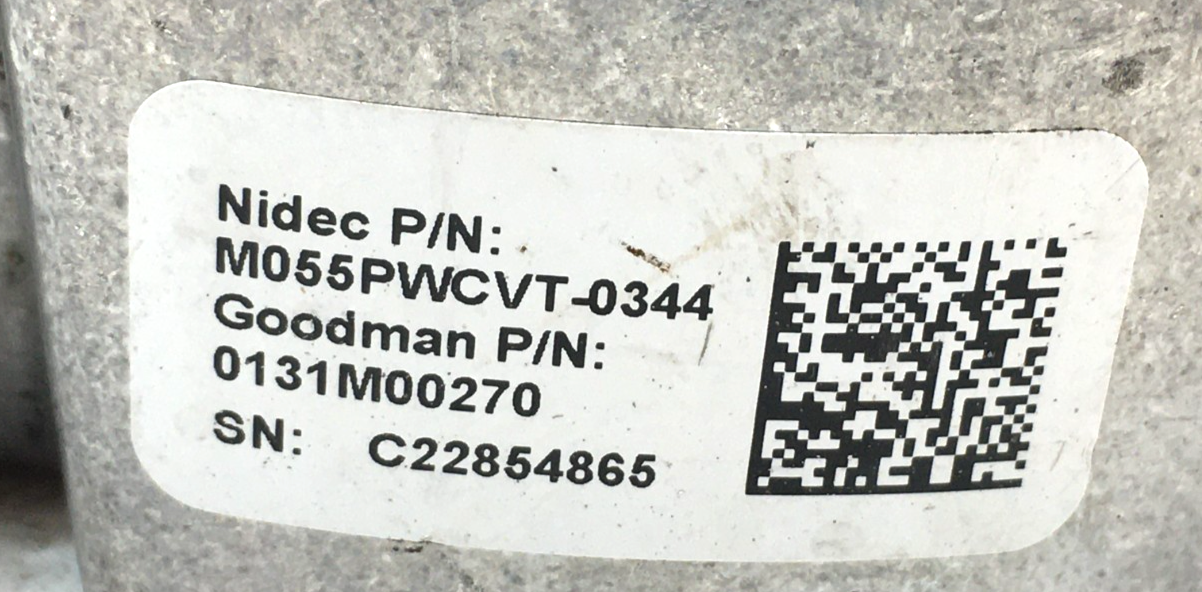 Nidec P/N:
M055PWCVT-0344
Goodman P/N:
0131M00270
SN: C22854865